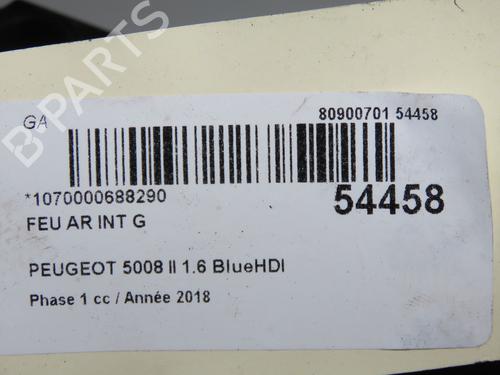 B-PARTS
GA
80900701 54458
*1070000688290
54458
FEU AR INT G
PEUGEOT 5008 II 1.6 BlueHDI
Phase 1 cc / Année 2018